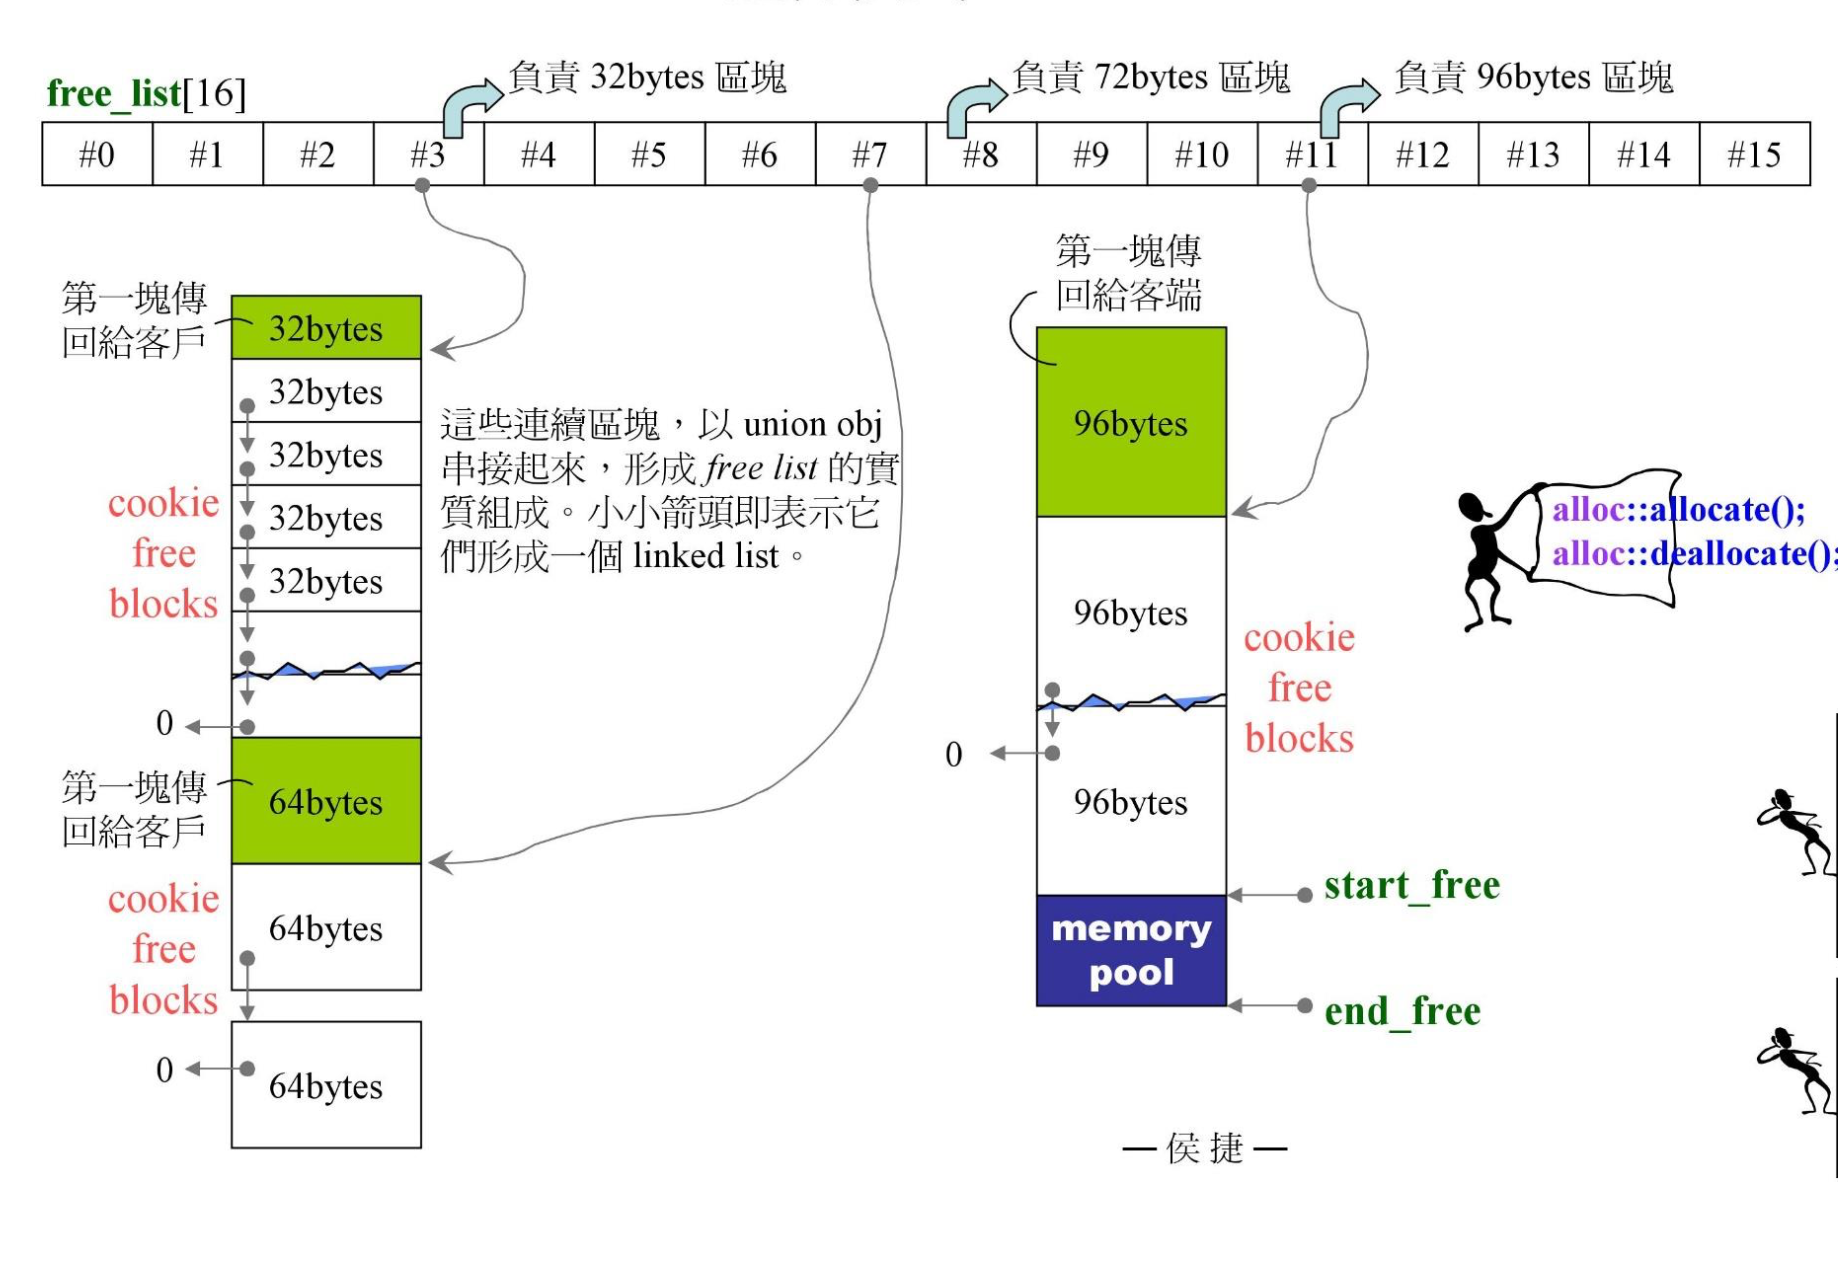 負責 32bytes 區塊
負責 72bytes 區塊
負責 96bytes 區塊
free_list[16]
#0 #1 #2 #3 #4 #5 #6 #7 #8 #9 #10 #11 #12 #13 #14 #15
第一塊傳
回給客戶
32bytes
32bytes
32bytes
32bytes
32bytes
cookie
free
blocks
0
這些連續區塊，以 union obj
串接起來，形成 free list 的實
質組成。小小箭頭即表示它
們形成一個 linked list。
第一塊傳
回給客戶
64bytes
cookie
free
blocks
64bytes
0
64bytes
第一塊傳
回給客端
96bytes
96bytes
cookie
free
blocks
0
96bytes
start_free
memory
pool
end_free
alloc::allocate();
alloc::deallocate();
— 侯 捷 —